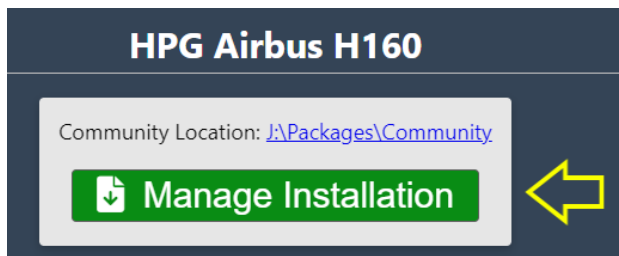 HPG Airbus H160
Community Location: J:\Packages\Community
Manage Installation